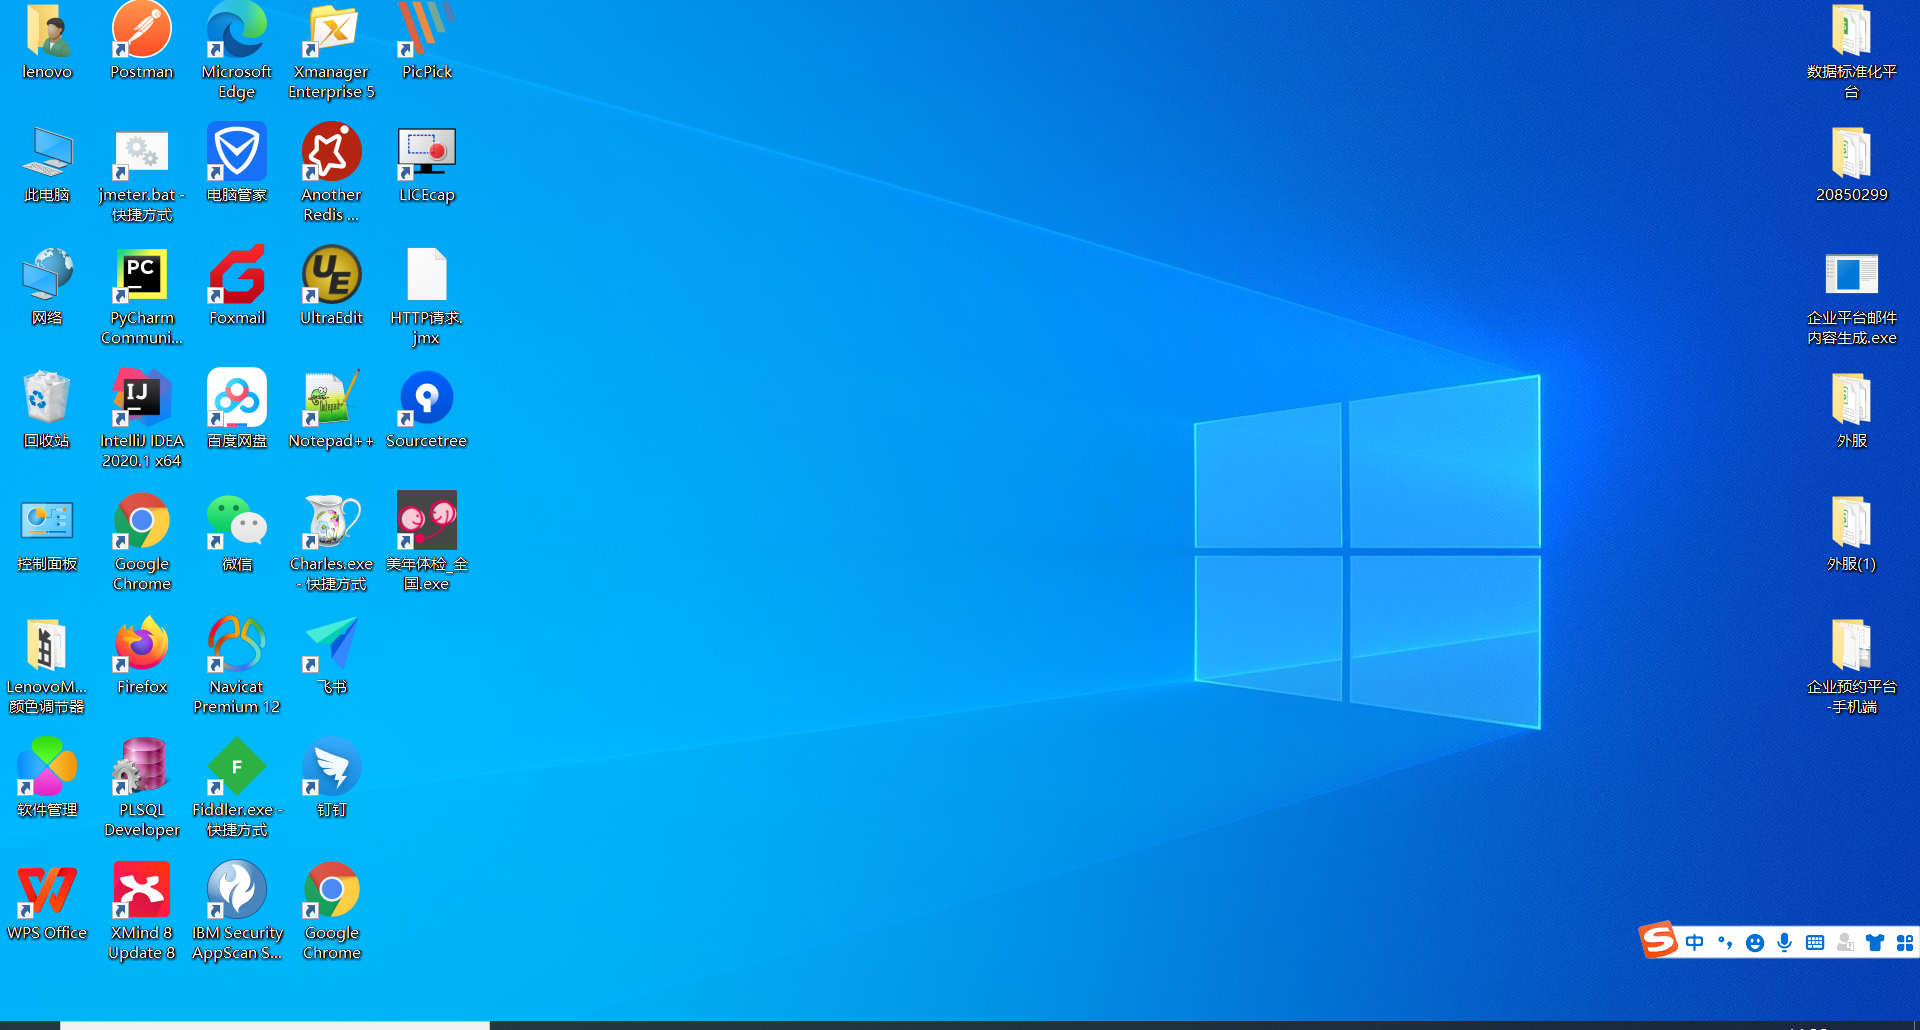 lenovo
Postman
Microsoft
Edge
Xmanager
Enterprise 5
PicPick
数据标准化平
台
此电脑
jmeter.bat -
快捷方式
电脑管家
Another
Redis ...
LICEcap
20850299
网络
PC
PyCharm
Communi...
Foxmail
UE
UltraEdit
HTTP请求.
jmx
企业平台邮件
内容生成.exe
回收站
IJ
IntelliJ IDEA
2020.1 x64
百度网盘
Notepad++
Sourcetree
外服
控制面板
Google
Chrome
微信
Charles.exe
- 快捷方式
美年体检_全
国.exe
外服(1)
LenovoM...
颜色调节器
Firefox
Navicat
Premium 12
飞书
企业预约平台
-手机端
软件管理
PLSQL
Developer
F
Fiddler.exe -
快捷方式
钉钉
WPS Office
XMind 8
Update 8
IBM Security
AppScan S...
Google
Chrome
S 中